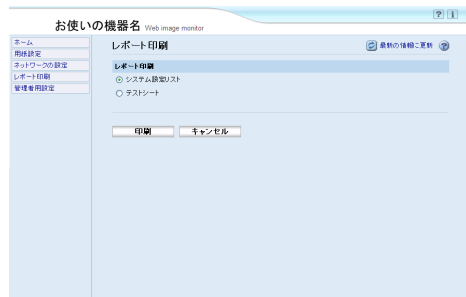 お使いの機器名 Web image monitor
ホーム
用紙設定
ネットワークの設定
レポート印刷
管理者用設定
レポート印刷
最新の情報に更新
レポート印刷
システム設定リスト
テストシート
印刷 キャンセル